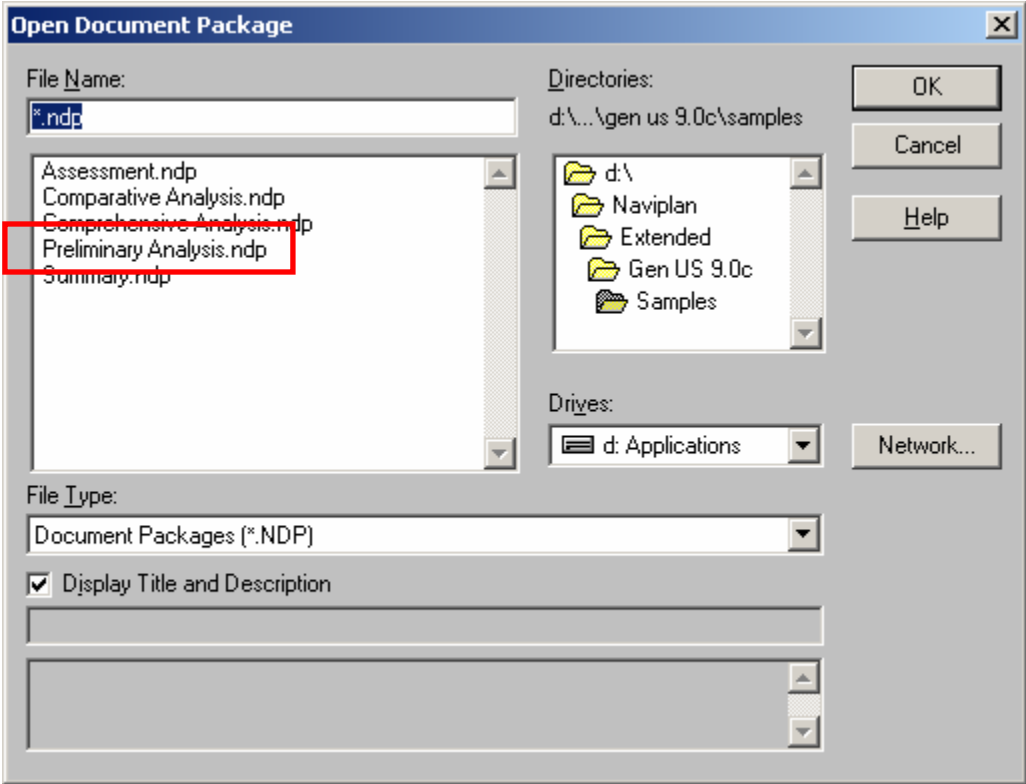 Open Document Package
File Name:
*.ndp
Assessment.ndp
Comparative Analysis.ndp
Comprehensive Analysis.ndp
Preliminary Analysis.ndp
Summary.ndp
Directories:
d:\...\gen us 9.0c\samples
d:\
Naviplan
Extended
Gen US 9.0c
Samples
OK
Cancel
Help
Drives:
d: Applications
Network...
File Type:
Document Packages (*.NDP)
Display Title and Description